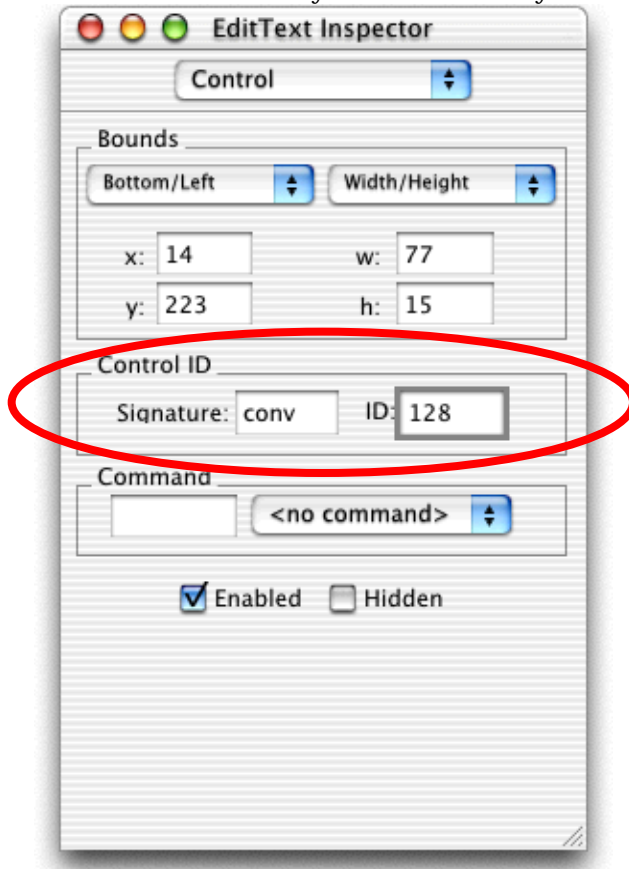 EditText Inspector
Control
Bounds
Bottom/Left Width/Height
x: 14 w: 77
y: 223 h: 15
Control ID
Signature: conv ID: 128
Command
<no command>
Enabled Hidden